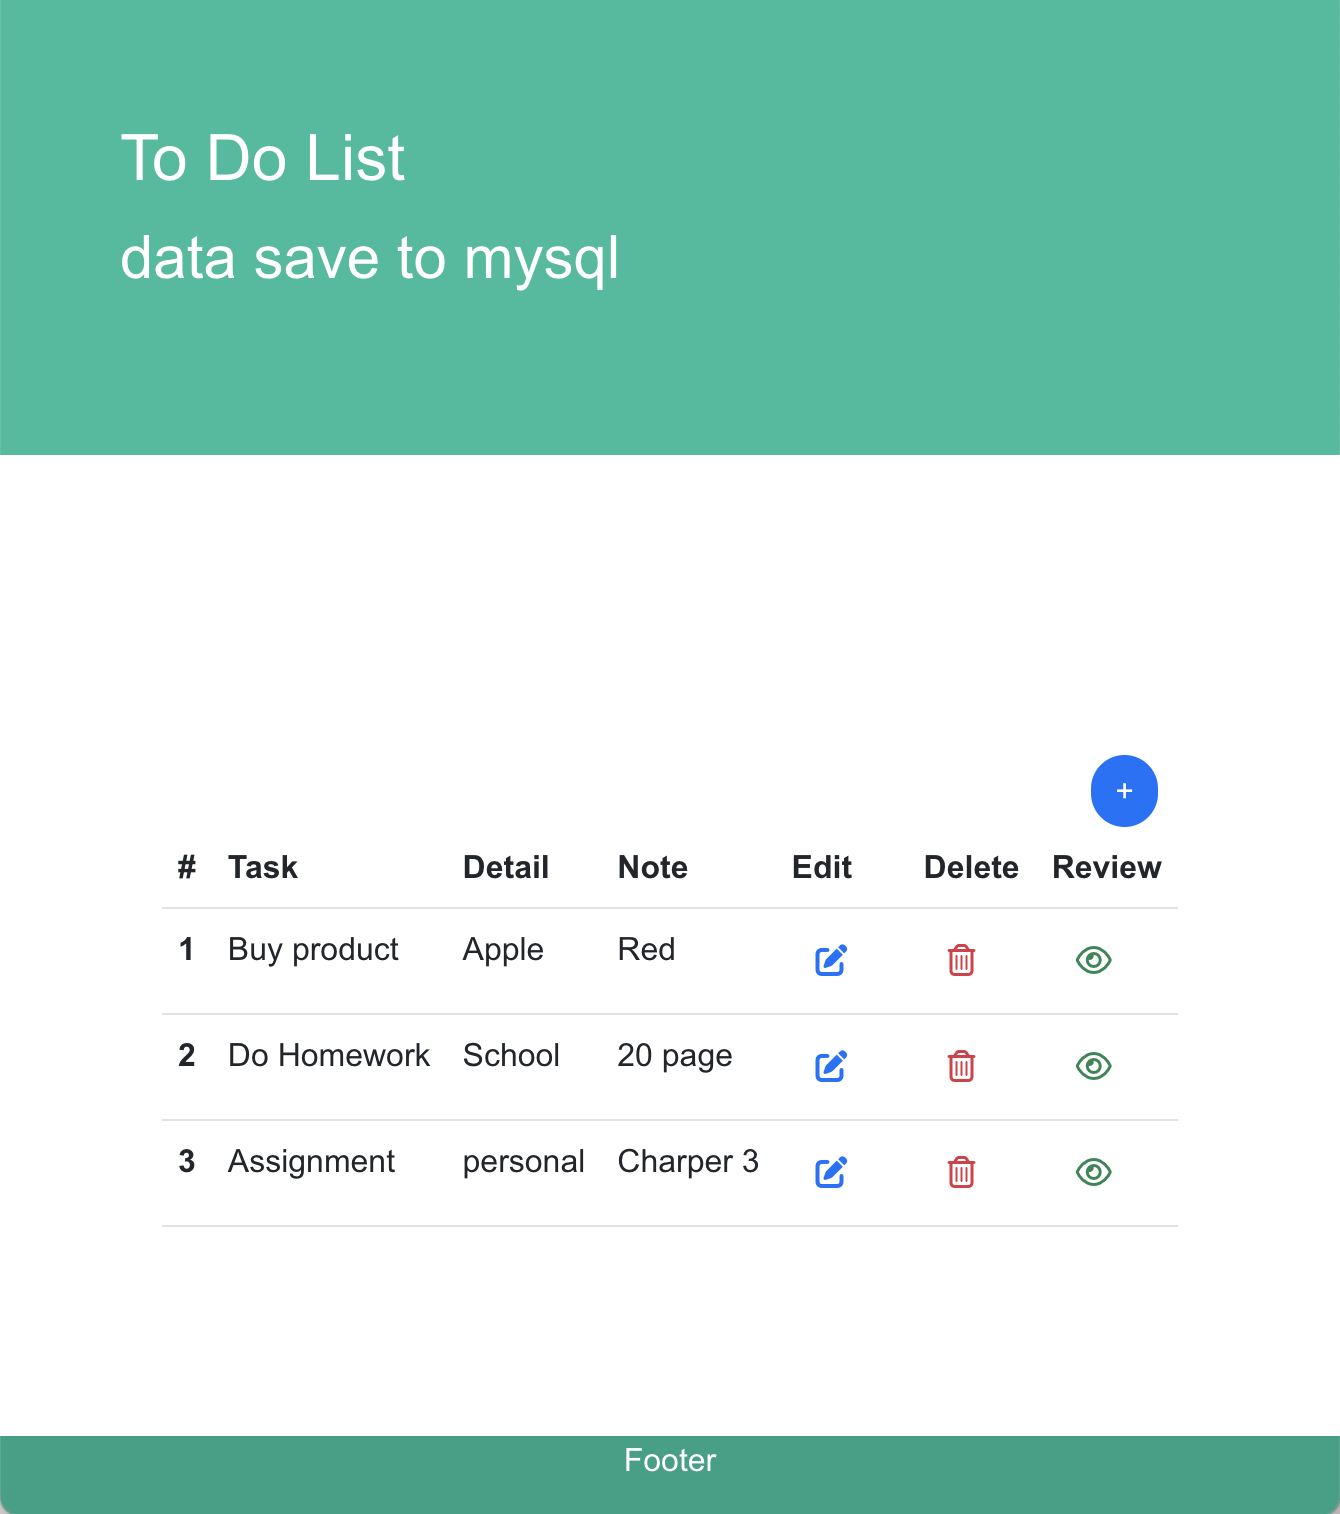 To Do List
data save to mysql
+
# Task Detail Note Edit Delete Review
1 Buy product Apple Red
2 Do Homework School 20 page
3 Assignment personal Charper 3
Footer